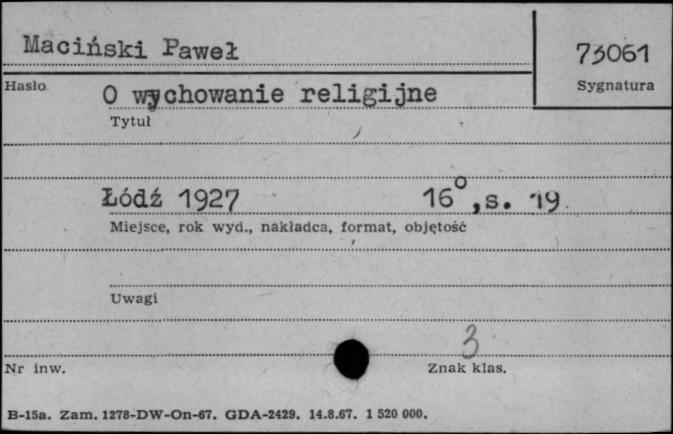 Maciński Paweł
73061
Hasło
Sygnatura
O wychowanie religijne
Tytuł
Łódź 1927 16°, s. 19
Miejsce, rok wyd., nakładca, format, objętość
Uwagi
3
Nr inw. Znak klas.
B-15a. Zam. 1278-DW-On-67. GDA-2429. 14.8.67. 1 520 000.